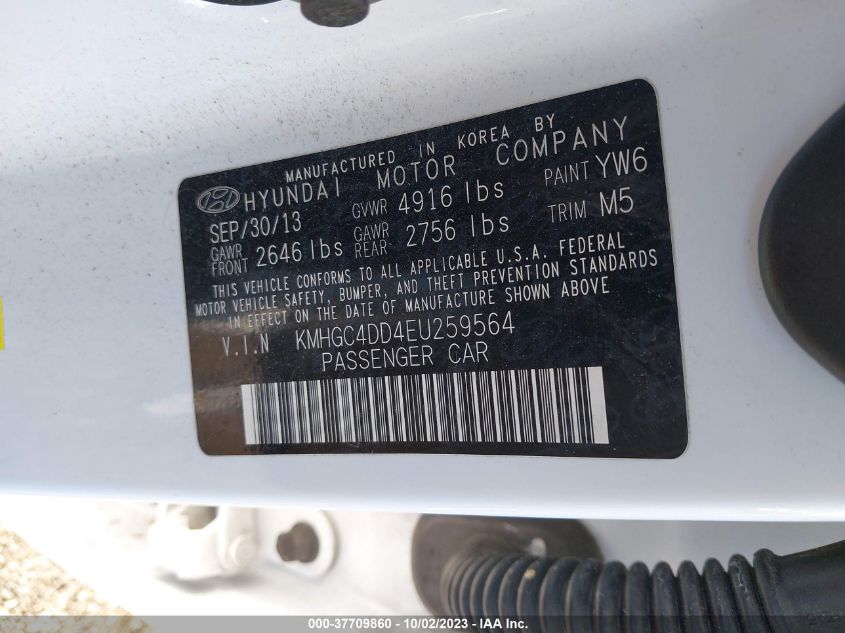 MANUFACTURED IN KOREA BY
HYUNDAI MOTOR COMPANY
SEP/30/13 GVWR 4916 lbs PAINT YW6
GAWR FRONT 2646 lbs GAWR REAR 2756 lbs TRIM M5
THIS VEHICLE CONFORMS TO ALL APPLICABLE U.S.A. FEDERAL
MOTOR VEHICLE SAFETY, BUMPER, AND THEFT PREVENTION STANDARDS
IN EFFECT ON THE DATE OF MANUFACTURE SHOWN ABOVE
V.I.N KMHGC4DD4EU259564
PASSENGER CAR
000-37709860 - 10/02/2023 - IAA Inc.